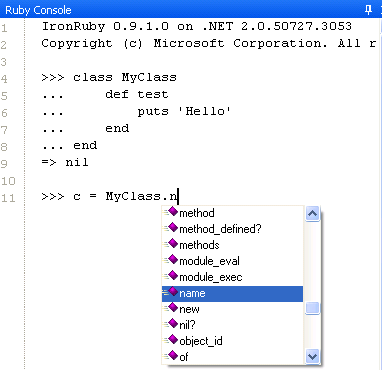 Ruby Console
1 IronRuby 0.9.1.0 on .NET 2.0.50727.3053
2 Copyright (c) Microsoft Corporation. All r
3
4 >>> class MyClass
5 ... def test
6 ... puts 'Hello'
7 ... end
8 ... end
9 => nil
10
11 >>> c = MyClass.n
method
method_defined?
methods
module_eval
module_exec
name
new
nil?
object_id
of